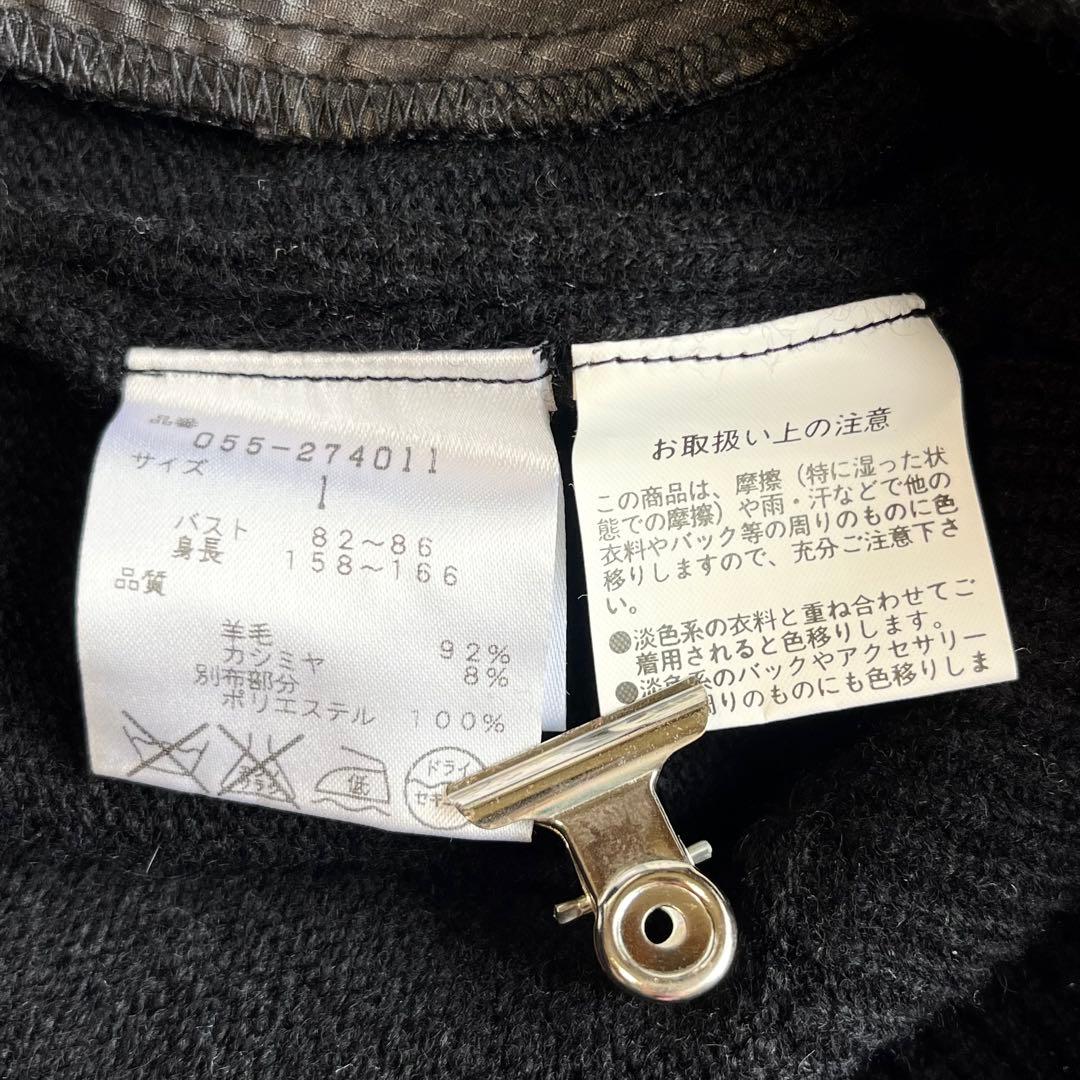 品番
055-274011
サイズ
1
バスト 82～86
身長 158～166
品質
羊毛 92%
カシミヤ 8%
別布部分
ポリエステル 100%
低
ドライ
お取扱い上の注意
この商品は、摩擦（特に湿った状
態での摩擦）や雨・汗などで他の
衣料やバック等の周りのものに色
移りしますので、充分ご注意下さ
い。
●淡色系の衣料と重ね合わせてご
着用されると色移りします。
●淡色系のバックやアクセサリー
周りのものにも色移りしま